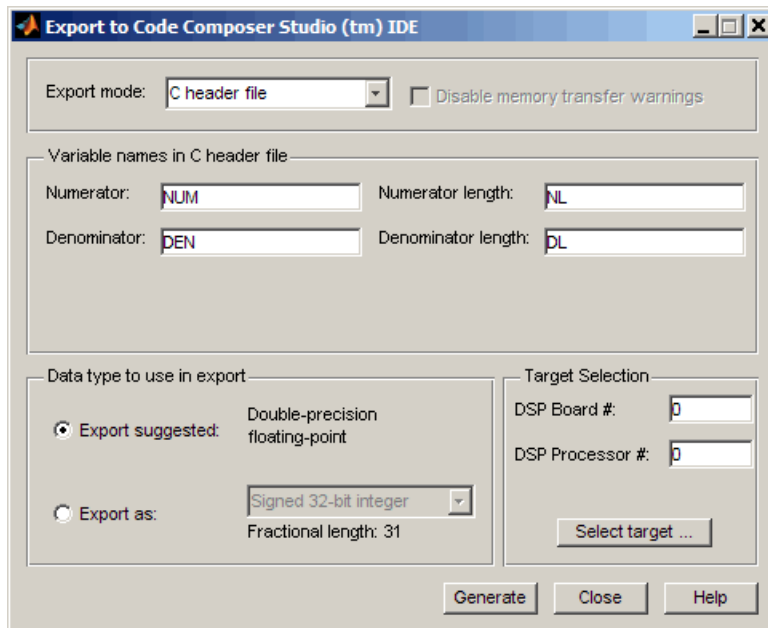 Export to Code Composer Studio (tm) IDE
Export mode: C header file Disable memory transfer warnings
Variable names in C header file
Numerator: NUM Numerator length: NL
Denominator: DEN Denominator length: DL
Data type to use in export
Export suggested: Double-precision
floating-point
Export as: Signed 32-bit integer
Fractional length: 31
Target Selection
DSP Board #: 0
DSP Processor #: 0
Select target ...
Generate Close Help